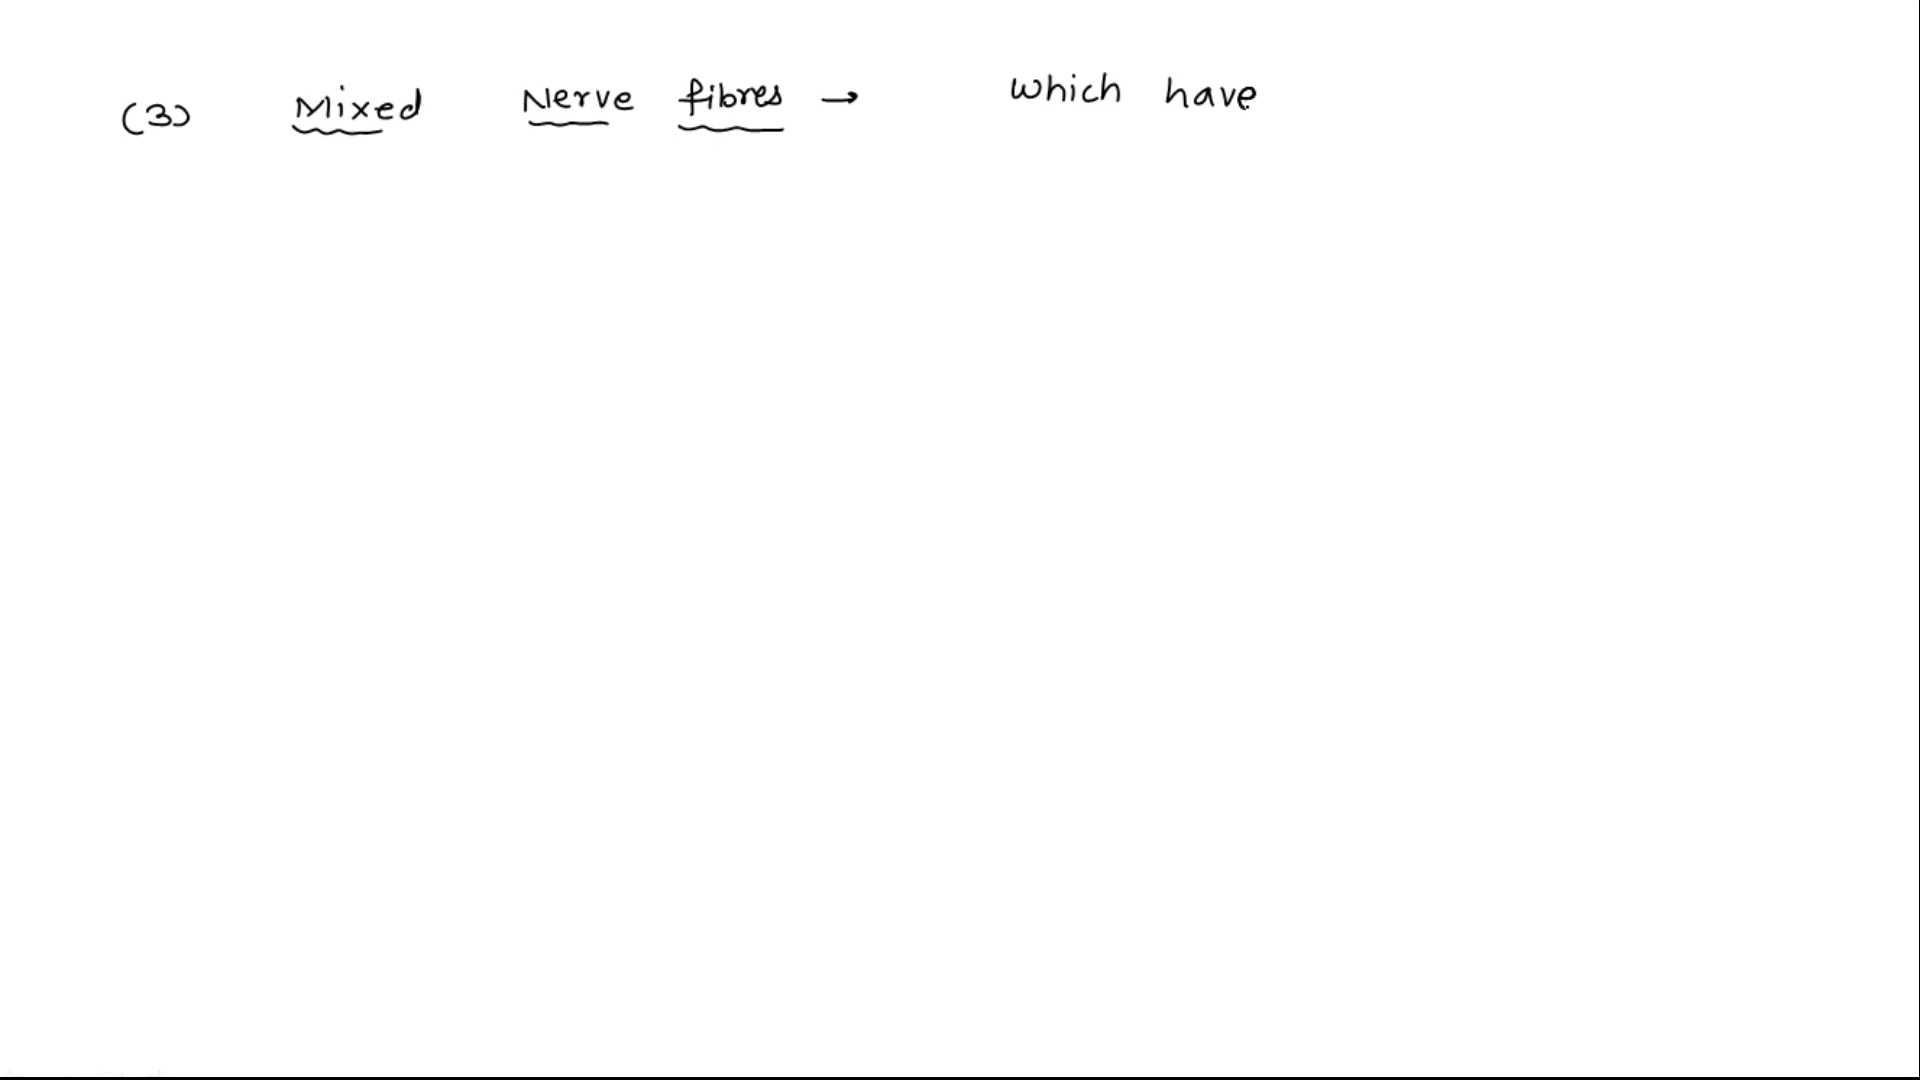 (3) Mixed Nerve fibres → which have